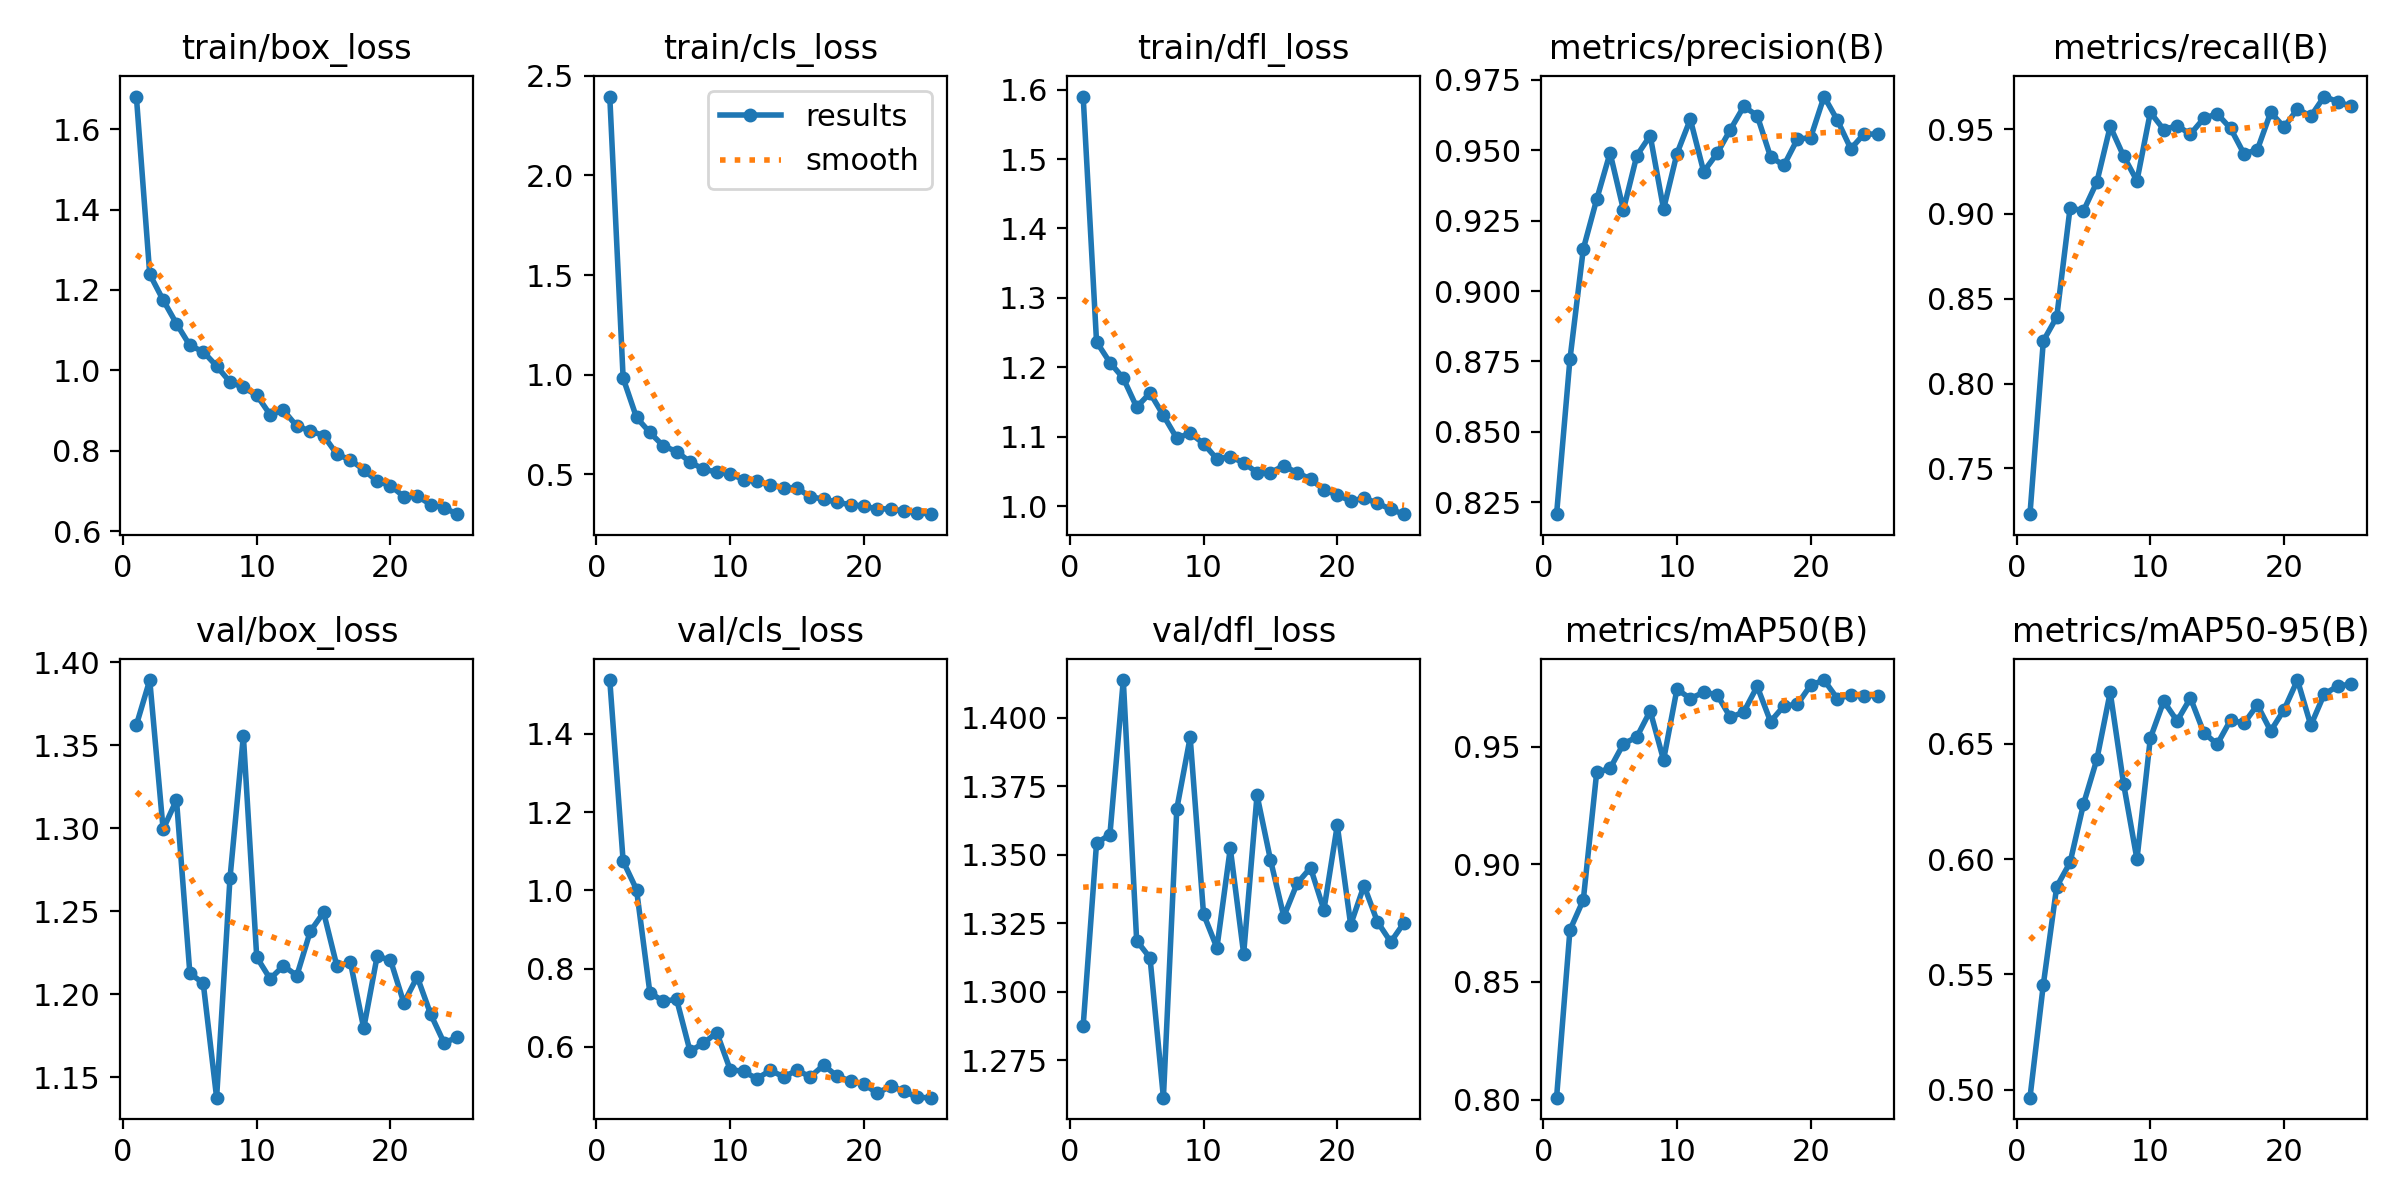 train/box_loss
1.6
1.4
1.2
1.0
0.8
0.6
0 10 20
train/cls_loss
results
smooth
2.5
2.0
1.5
1.0
0.5
0 10 20
train/dfl_loss
1.6
1.5
1.4
1.3
1.2
1.1
1.0
0 10 20
metrics/precision(B)
0.975
0.950
0.925
0.900
0.875
0.850
0.825
0 10 20
metrics/recall(B)
0.95
0.90
0.85
0.80
0.75
0 10 20
val/box_loss
1.40
1.35
1.30
1.25
1.20
1.15
0 10 20
val/cls_loss
1.4
1.2
1.0
0.8
0.6
0 10 20
val/dfl_loss
1.400
1.375
1.350
1.325
1.300
1.275
0 10 20
metrics/mAP50(B)
0.95
0.90
0.85
0.80
0 10 20
metrics/mAP50-95(B)
0.65
0.60
0.55
0.50
0 10 20